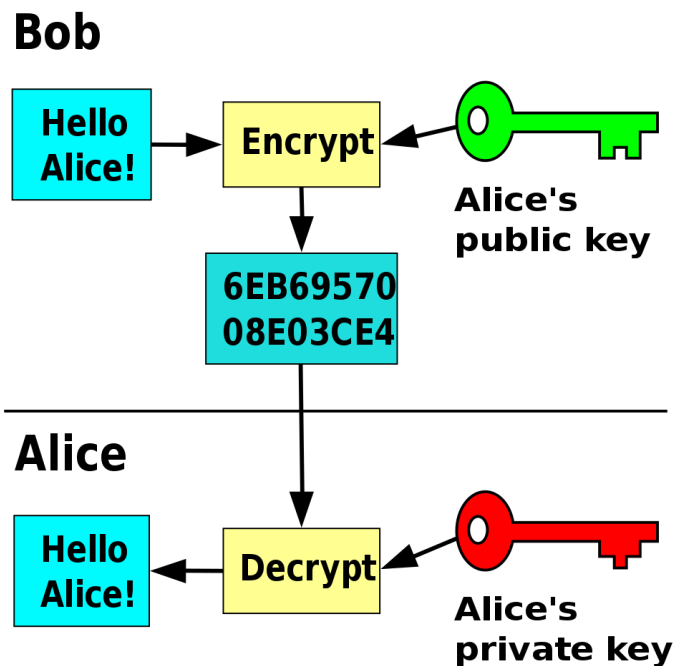 Bob
Hello
Alice!
Encrypt
Alice's
public key
6EB69570
08E03CE4
Alice
Hello
Alice!
Decrypt
Alice's
private key